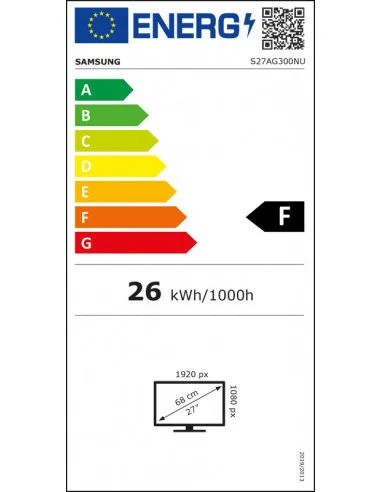 ENERG
SAMSUNG S27AG300NU
A
B
C
D
E
F
F
G
26 kWh/1000h
1920 px
1080 px
68 cm
27"
2019/2013